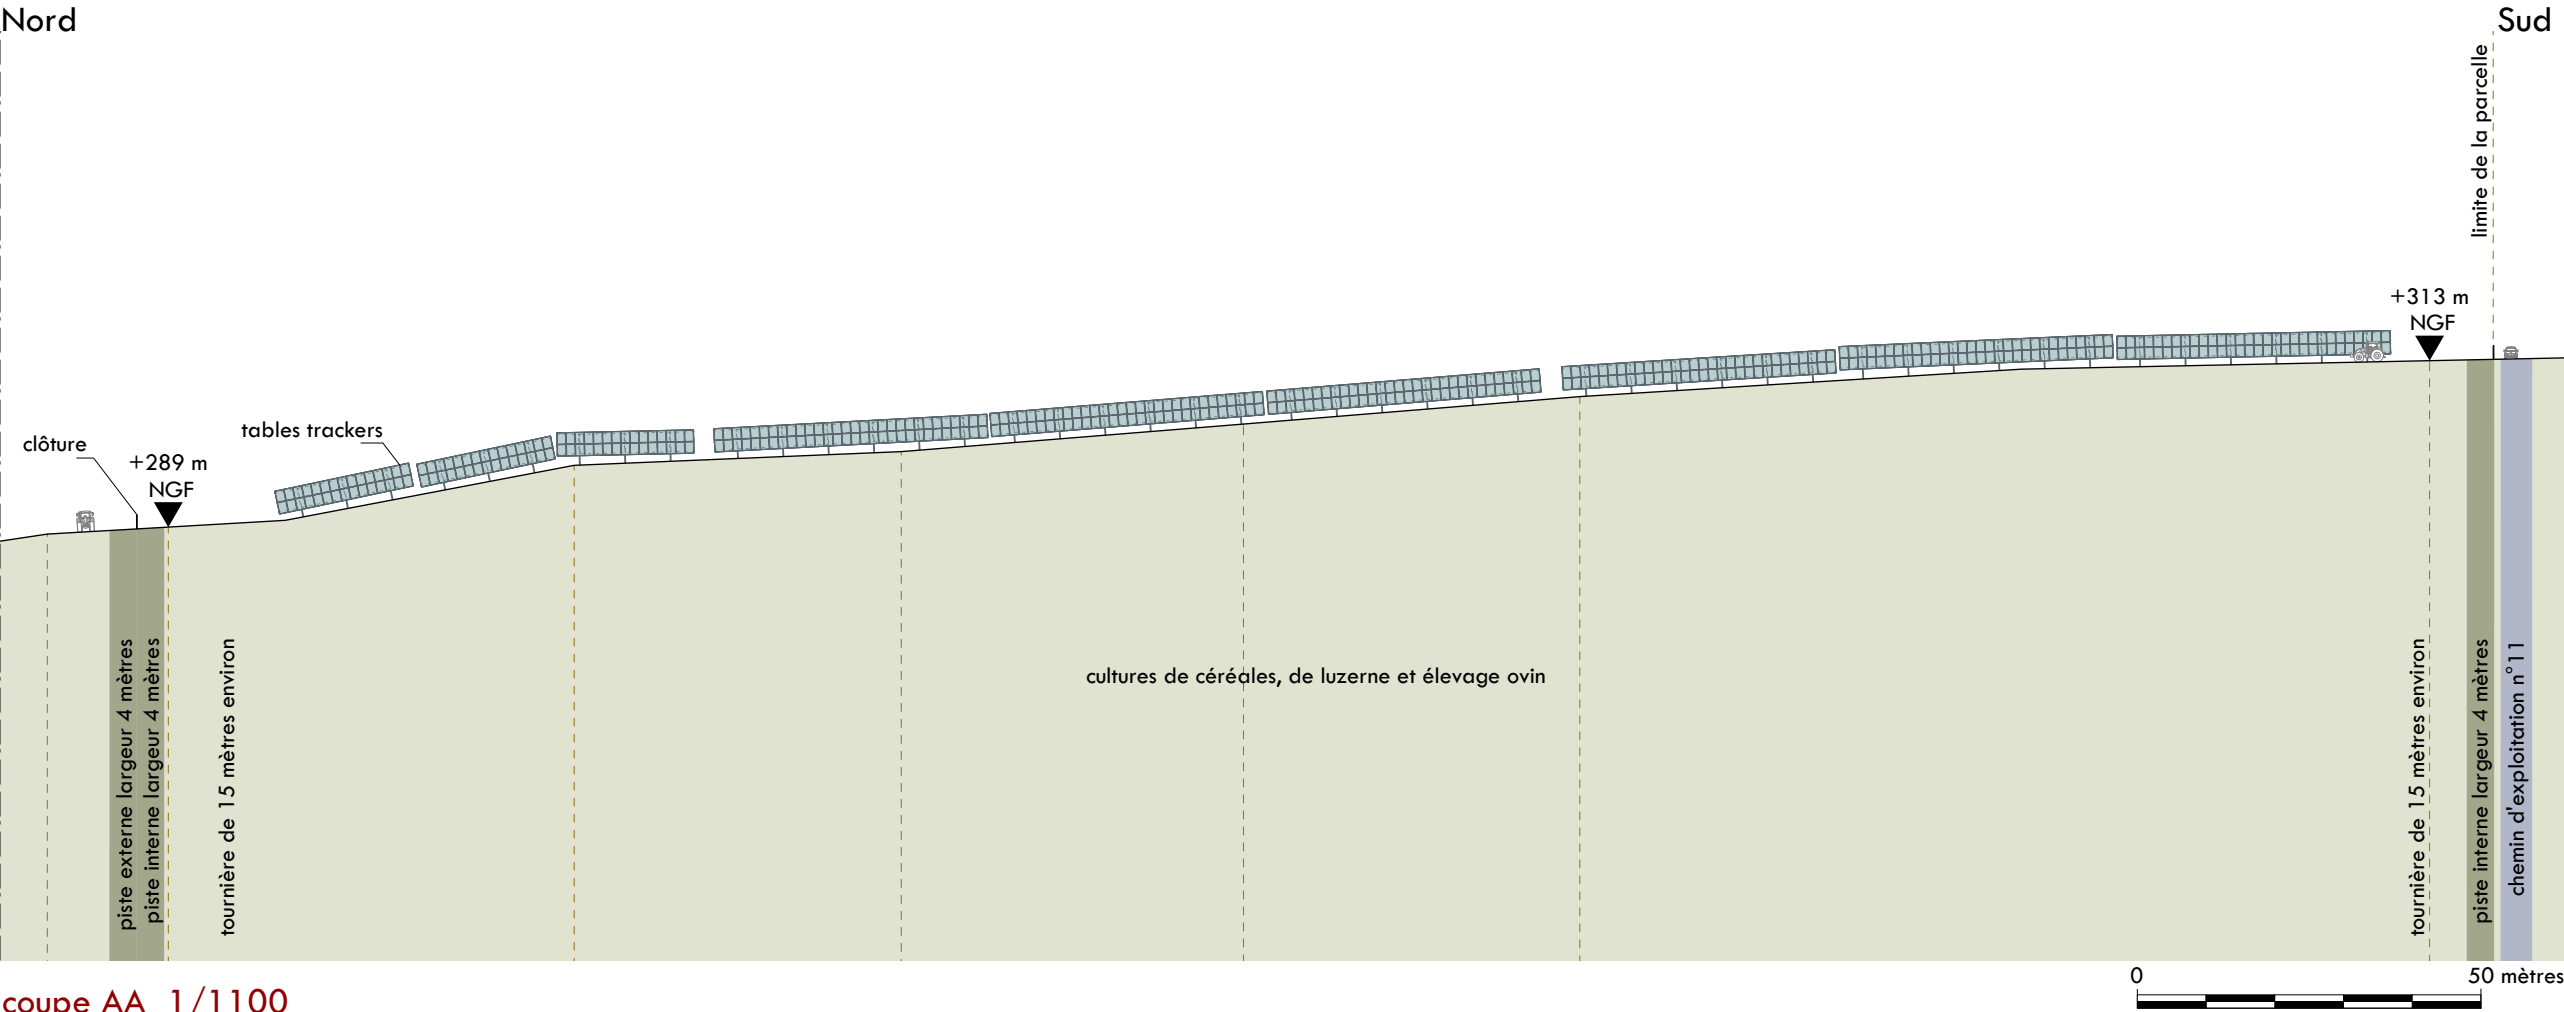 Nord
Sud
limite de la parcelle
+313 m
NGF
tables trackers
clôture
+289 m
NGF
piste externe largeur 4 mètres
piste interne largeur 4 mètres
tournière de 15 mètres environ
cultures de céréales, de luzerne et élevage ovin
tournière de 15 mètres environ
piste interne largeur 4 mètres
chemin d'exploitation n°11
0
50 mètres
coupe AA 1/1100